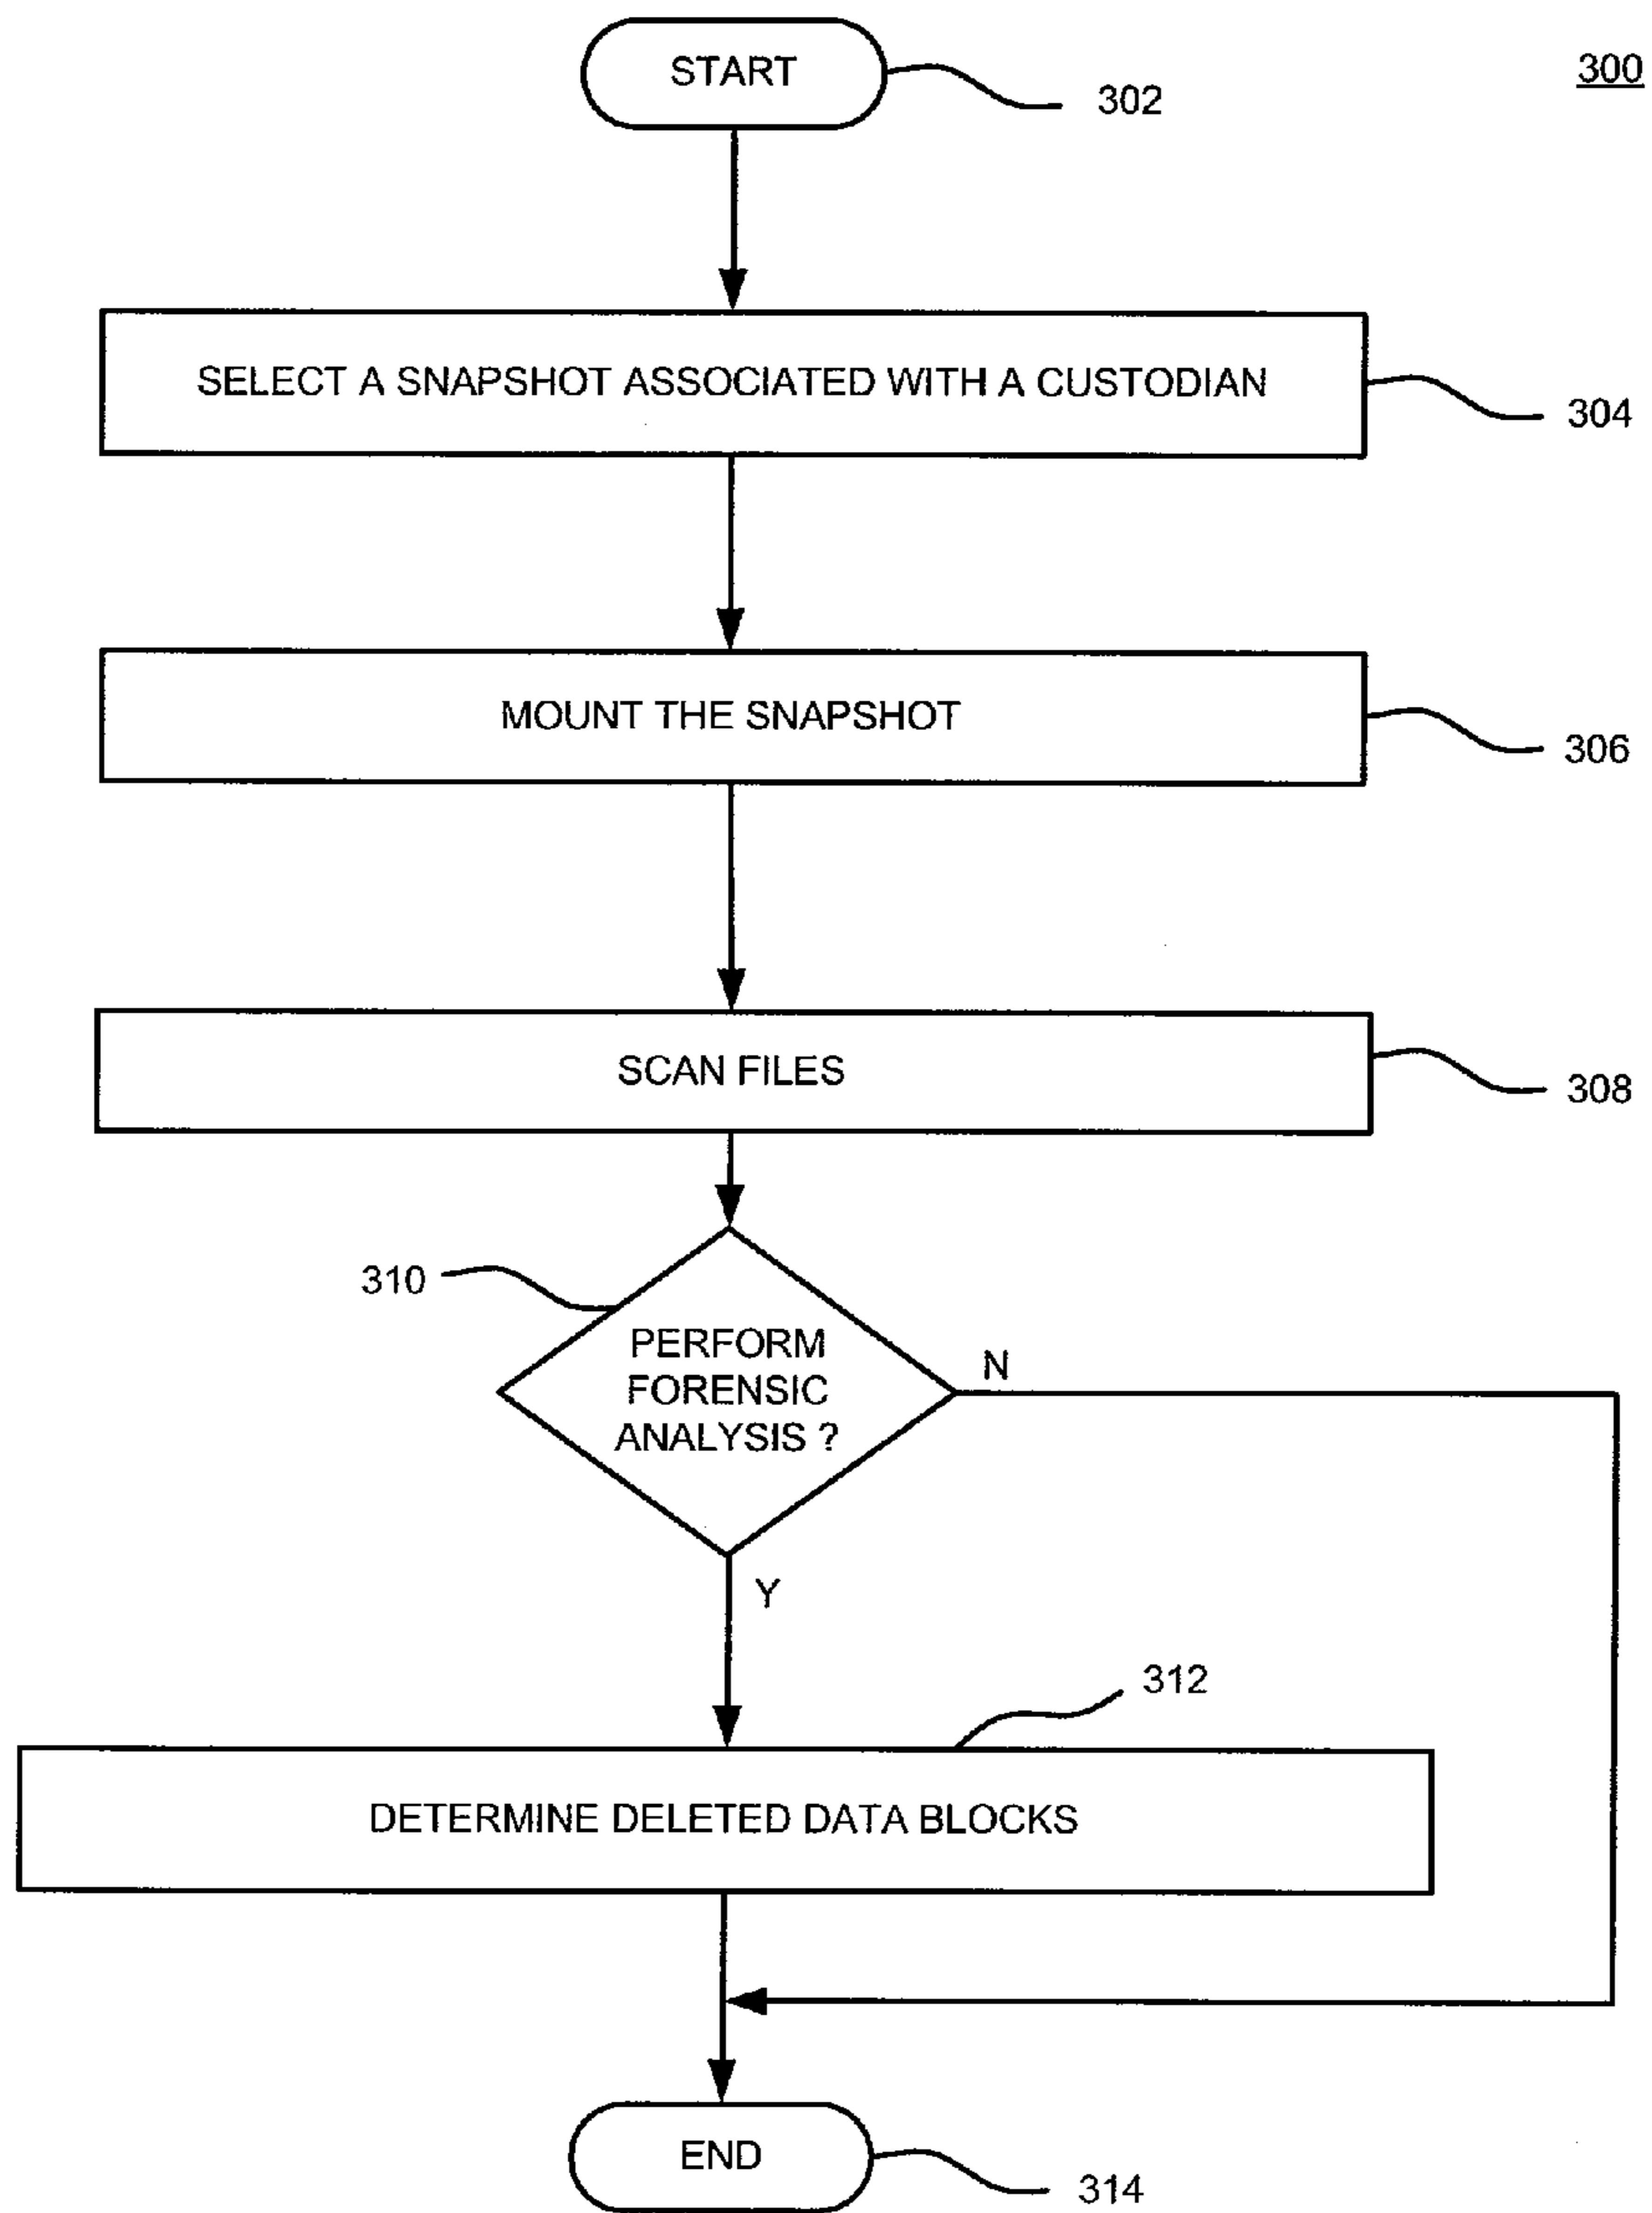 START
300
302
SELECT A SNAPSHOT ASSOCIATED WITH A CUSTODIAN
304
MOUNT THE SNAPSHOT
306
SCAN FILES
308
310
PERFORM
FORENSIC
ANALYSIS ?
N
Y
312
DETERMINE DELETED DATA BLOCKS
END
314